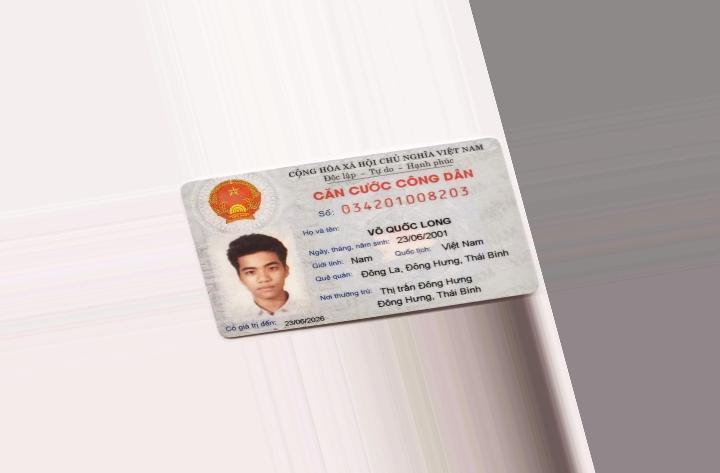 CỘNG HÒA XÃ HỘI CHỦ NGHĨA VIỆT NAM
Độc lập – Tự do – Hạnh phúc
CĂN CƯỚC CÔNG DÂN
Số: 034201008203
Họ và tên: VÕ QUỐC LONG
Ngày, tháng, năm sinh: 23/06/2001
Giới tính: Nam Quốc tịch: Việt Nam
Quê quán: Đông La, Đông Hưng, Thái Bình
Nơi thường trú: Thị trấn Đông Hưng
Đông Hưng, Thái Bình
Có giá trị đến: 23/06/2026